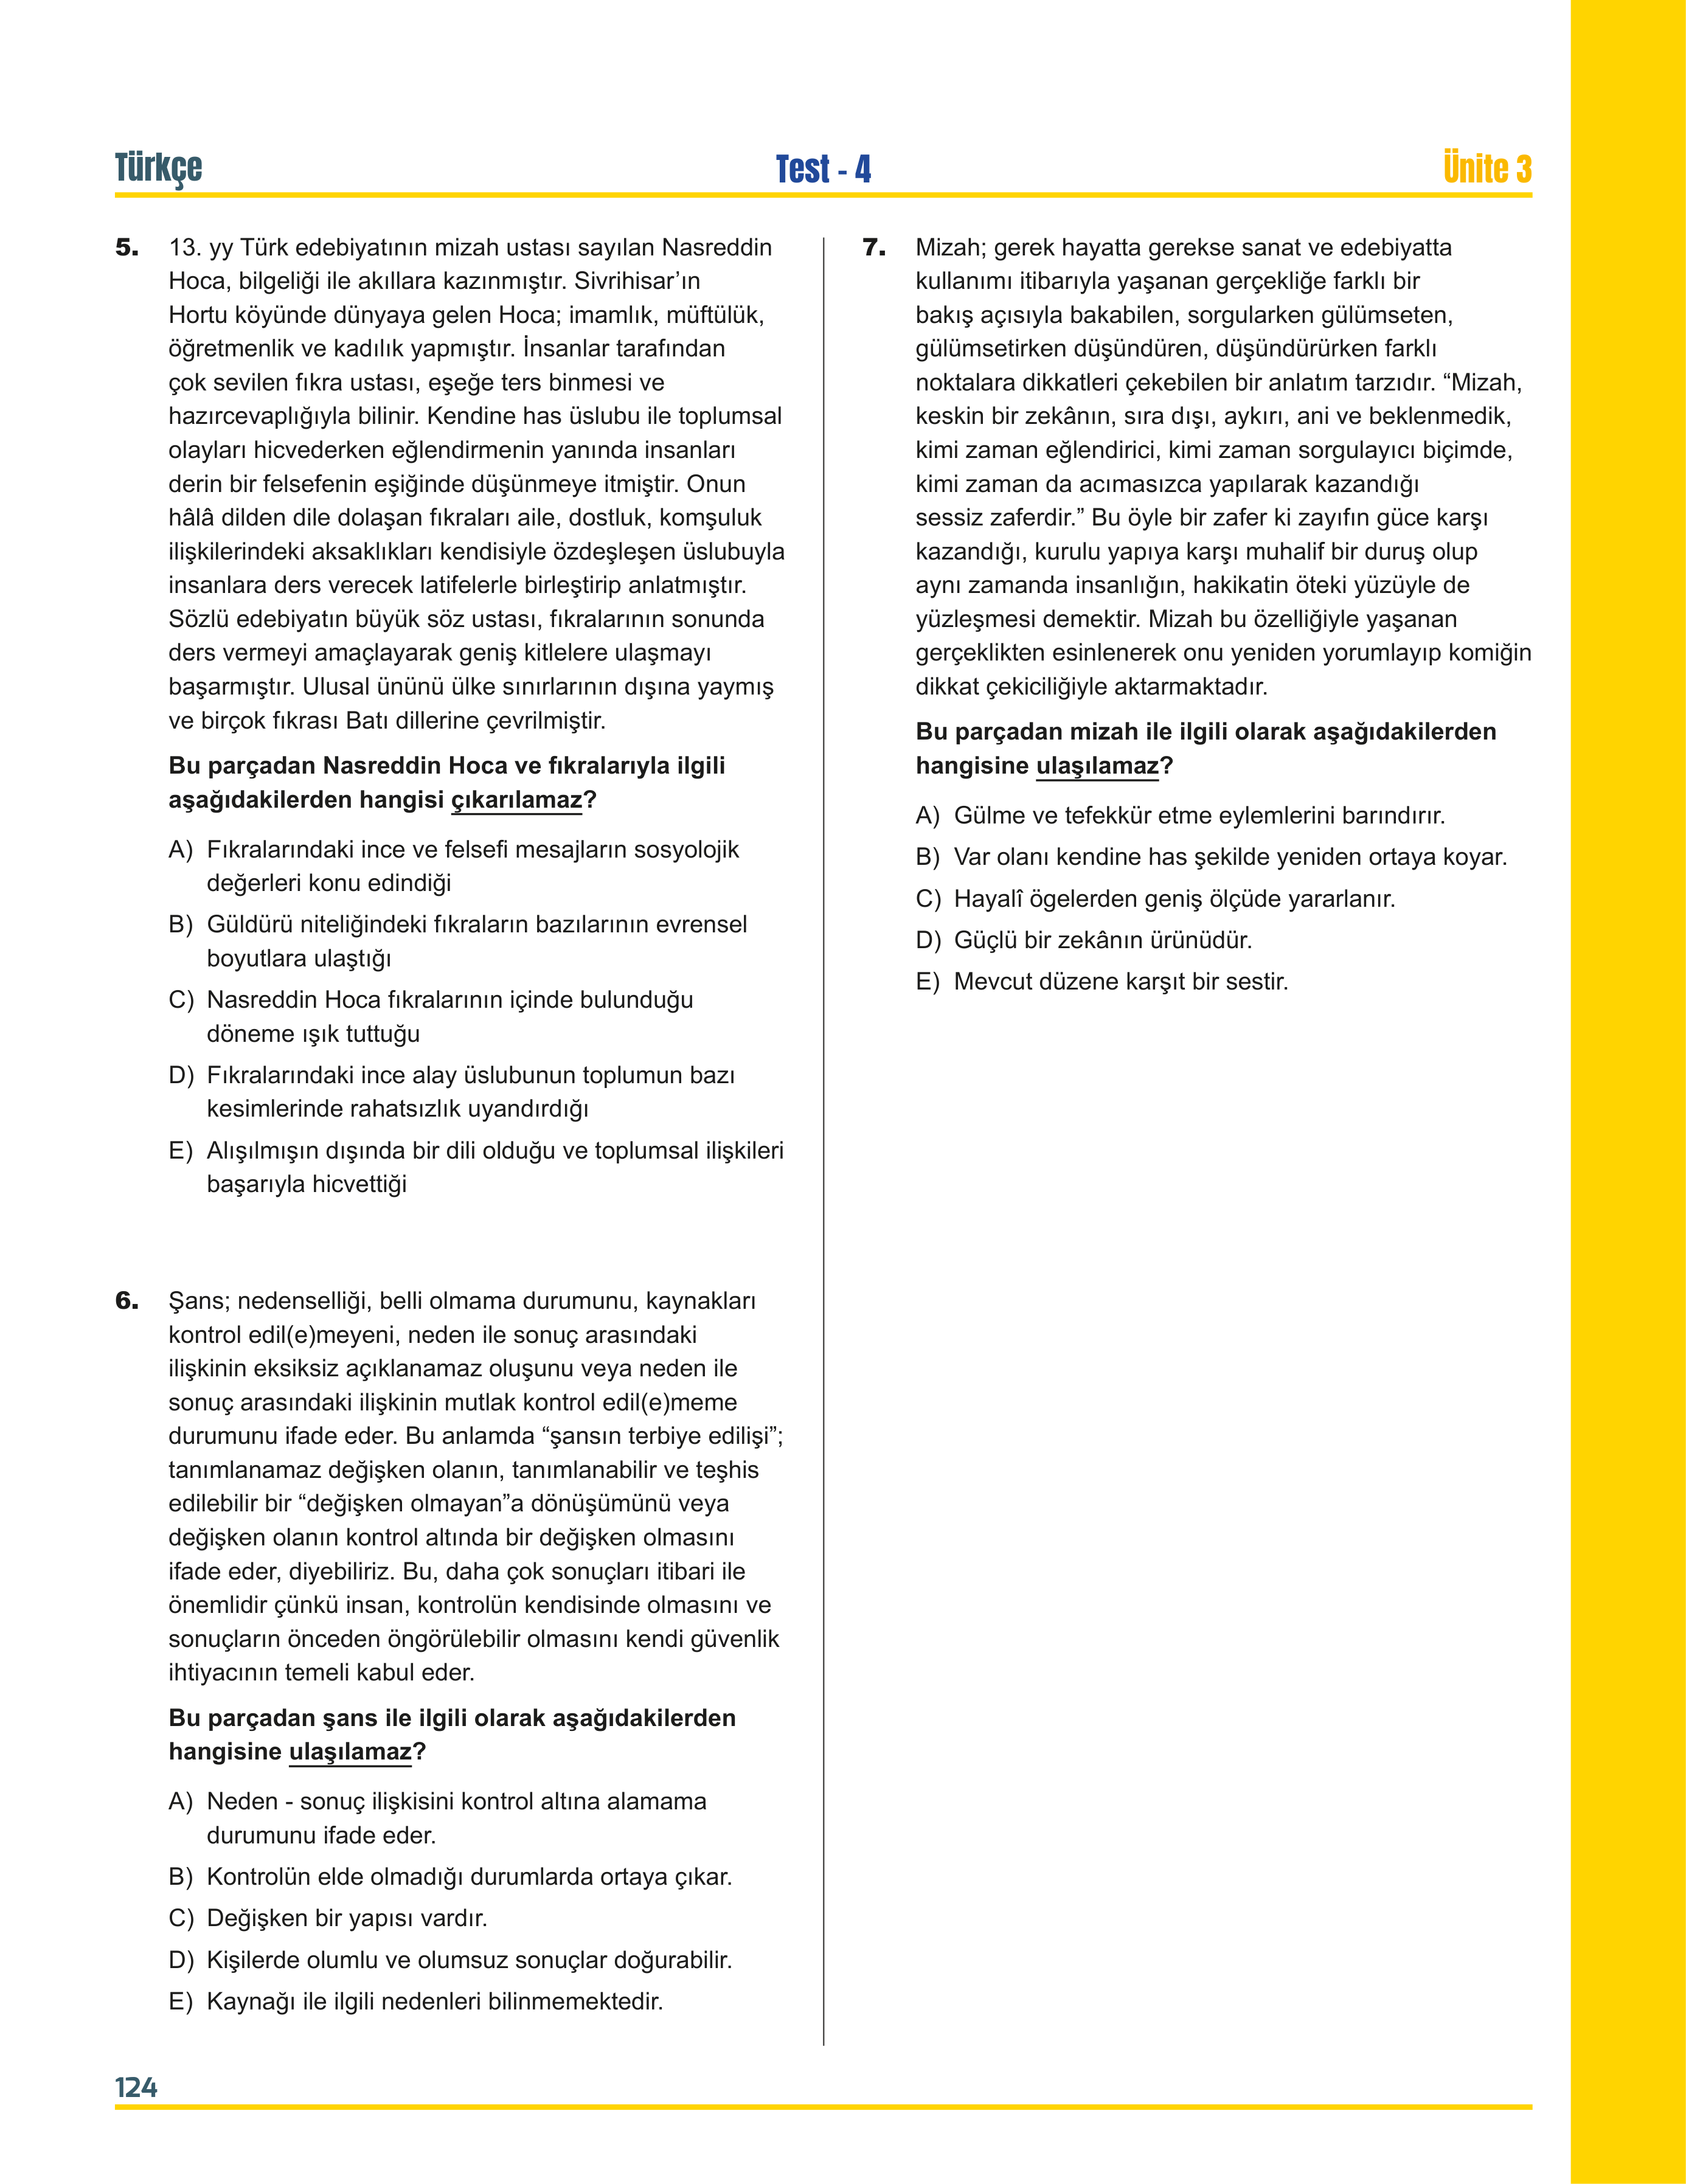 Türkçe
Test - 4
Ünite 3
5. 13. yy Türk edebiyatının mizah ustası sayılan Nasreddin
Hoca, bilgeliği ile akıllara kazınmıştır. Sivrihisar’ın
Hortu köyünde dünyaya gelen Hoca; imamlık, müftülük,
öğretmenlik ve kadılık yapmıştır. İnsanlar tarafından
çok sevilen fıkra ustası, eşeğe ters binmesi ve
hazırcevaplığıyla bilinir. Kendine has üslubu ile toplumsal
olayları hicvederken eğlendirmenin yanında insanları
derin bir felsefenin eşiğinde düşünmeye itmiştir. Onun
hâlâ dilden dile dolaşan fıkraları aile, dostluk, komşuluk
ilişkilerindeki aksaklıkları kendisiyle özdeşleşen üslubuyla
insanlara ders verecek latifelerle birleştirip anlatmıştır.
Sözlü edebiyatın büyük söz ustası, fıkralarının sonunda
ders vermeyi amaçlayarak geniş kitlelere ulaşmayı
başarmıştır. Ulusal ününü ülke sınırlarının dışına yaymış
ve birçok fıkrası Batı dillerine çevrilmiştir.
Bu parçadan Nasreddin Hoca ve fıkralarıyla ilgili
aşağıdakilerden hangisi çıkarılamaz?
A) Fıkralarındaki ince ve felsefi mesajların sosyolojik
değerleri konu edindiği
B) Güldürü niteliğindeki fıkraların bazılarının evrensel
boyutlara ulaştığı
C) Nasreddin Hoca fıkralarının içinde bulunduğu
döneme ışık tuttuğu
D) Fıkralarındaki ince alay üslubunun toplumun bazı
kesimlerinde rahatsızlık uyandırdığı
E) Alışılmışın dışında bir dili olduğu ve toplumsal ilişkileri
başarıyla hicvettiği
6. Şans; nedenselliği, belli olmama durumunu, kaynakları
kontrol edil(e)meyeni, neden ile sonuç arasındaki
ilişkinin eksiksiz açıklanamaz oluşunu veya neden ile
sonuç arasındaki ilişkinin mutlak kontrol edil(e)meme
durumunu ifade eder. Bu anlamda “şansın terbiye edilişi”;
tanımlanamaz değişken olanın, tanımlanabilir ve teşhis
edilebilir bir “değişken olmayan”a dönüşümünü veya
değişken olanın kontrol altında bir değişken olmasını
ifade eder, diyebiliriz. Bu, daha çok sonuçları itibari ile
önemlidir çünkü insan, kontrolün kendisinde olmasını ve
sonuçların önceden öngörülebilir olmasını kendi güvenlik
ihtiyacının temeli kabul eder.
Bu parçadan şans ile ilgili olarak aşağıdakilerden
hangisine ulaşılamaz?
A) Neden - sonuç ilişkisini kontrol altına alamama
durumunu ifade eder.
B) Kontrolün elde olmadığı durumlarda ortaya çıkar.
C) Değişken bir yapısı vardır.
D) Kişilerde olumlu ve olumsuz sonuçlar doğurabilir.
E) Kaynağı ile ilgili nedenleri bilinmemektedir.
7. Mizah; gerek hayatta gerekse sanat ve edebiyatta
kullanımı itibarıyla yaşanan gerçekliğe farklı bir
bakış açısıyla bakabilen, sorgularken gülümseten,
gülümsetirken düşündüren, düşündürürken farklı
noktalara dikkatleri çekebilen bir anlatım tarzıdır. “Mizah,
keskin bir zekânın, sıra dışı, aykırı, ani ve beklenmedik,
kimi zaman eğlendirici, kimi zaman sorgulayıcı biçimde,
kimi zaman da acımasızca yapılarak kazandığı
sessiz zaferdir.” Bu öyle bir zafer ki zayıfın güce karşı
kazandığı, kurulu yapıya karşı muhalif bir duruş olup
aynı zamanda insanlığın, hakikatin öteki yüzüyle de
yüzleşmesi demektir. Mizah bu özelliğiyle yaşanan
gerçeklikten esinlenerek onu yeniden yorumlayıp komiğin
dikkat çekiciliğiyle aktarmaktadır.
Bu parçadan mizah ile ilgili olarak aşağıdakilerden
hangisine ulaşılamaz?
A) Gülme ve tefekkür etme eylemlerini barındırır.
B) Var olanı kendine has şekilde yeniden ortaya koyar.
C) Hayalî ögelerden geniş ölçüde yararlanır.
D) Güçlü bir zekânın ürünüdür.
E) Mevcut düzene karşıt bir sestir.
124